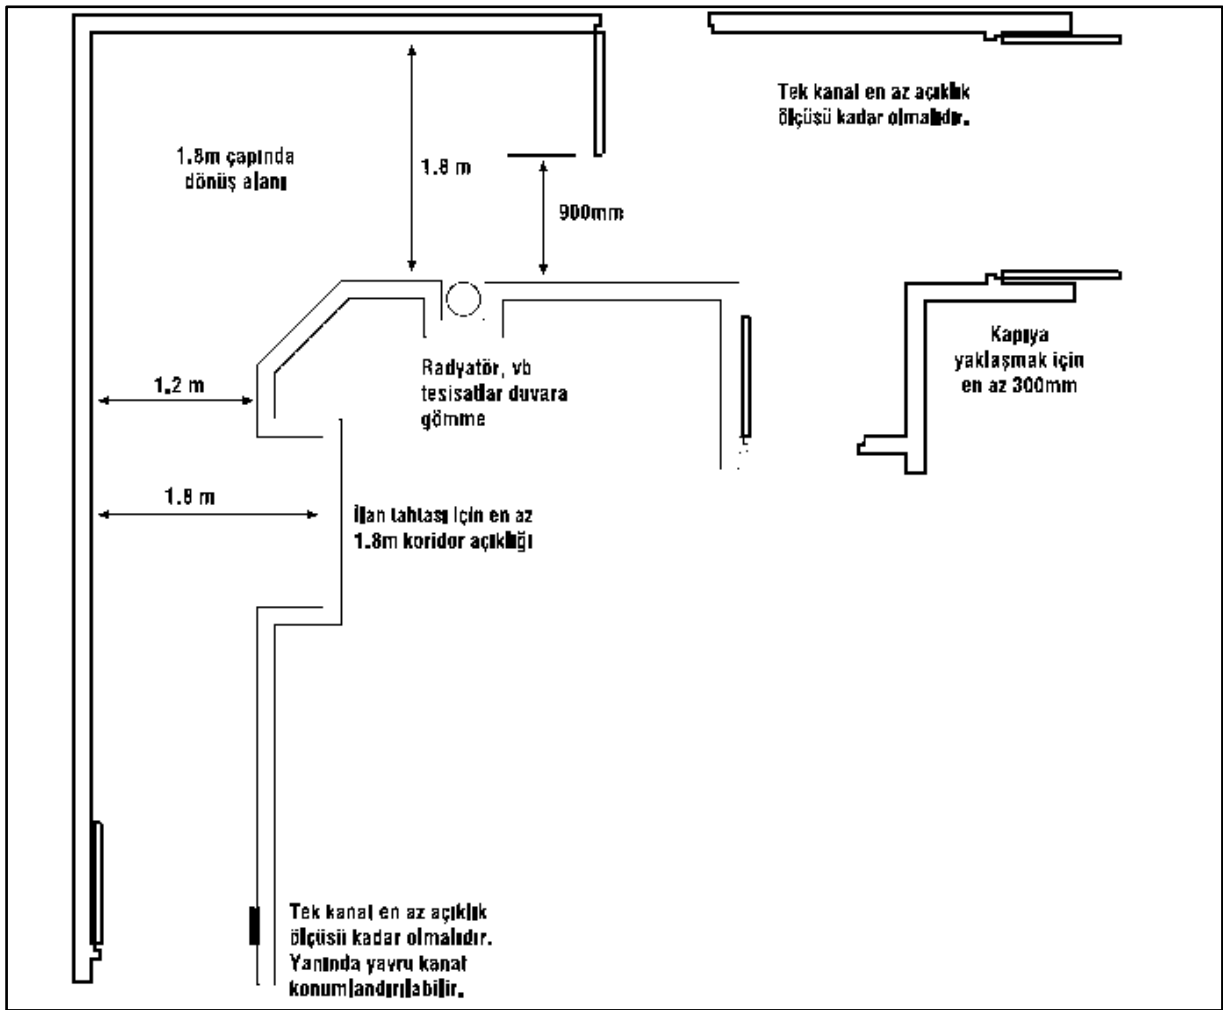 Tek kanal en az açıklık
ölçüsü kadar olmalıdır.
1.8m çapında
dönüş alanı
1.8 m
900mm
Kapıya
yaklaşmak için
en az 300mm
Radyatör, vb
tesisatlar duvara
gömme
1.2 m
1.8 m
İlan tahtası için en az
1.8m koridor açıklığı
Tek kanat en az açıklık
ölçüsü kadar olmalıdır.
Yanında yavru kanat
konumlandırılabilir.